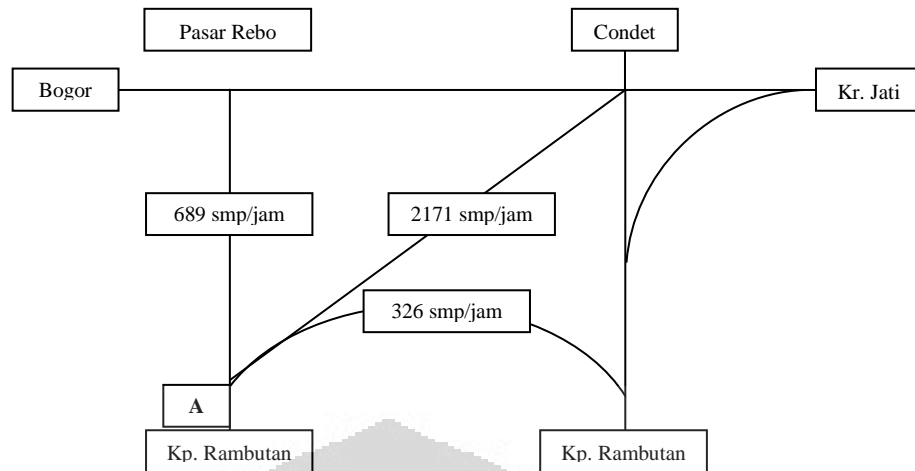 Pasar Rebo
Condet
Bogor
Kr. Jati
689 smp/jam
2171 smp/jam
326 smp/jam
A
Kp. Rambutan
Kp. Rambutan